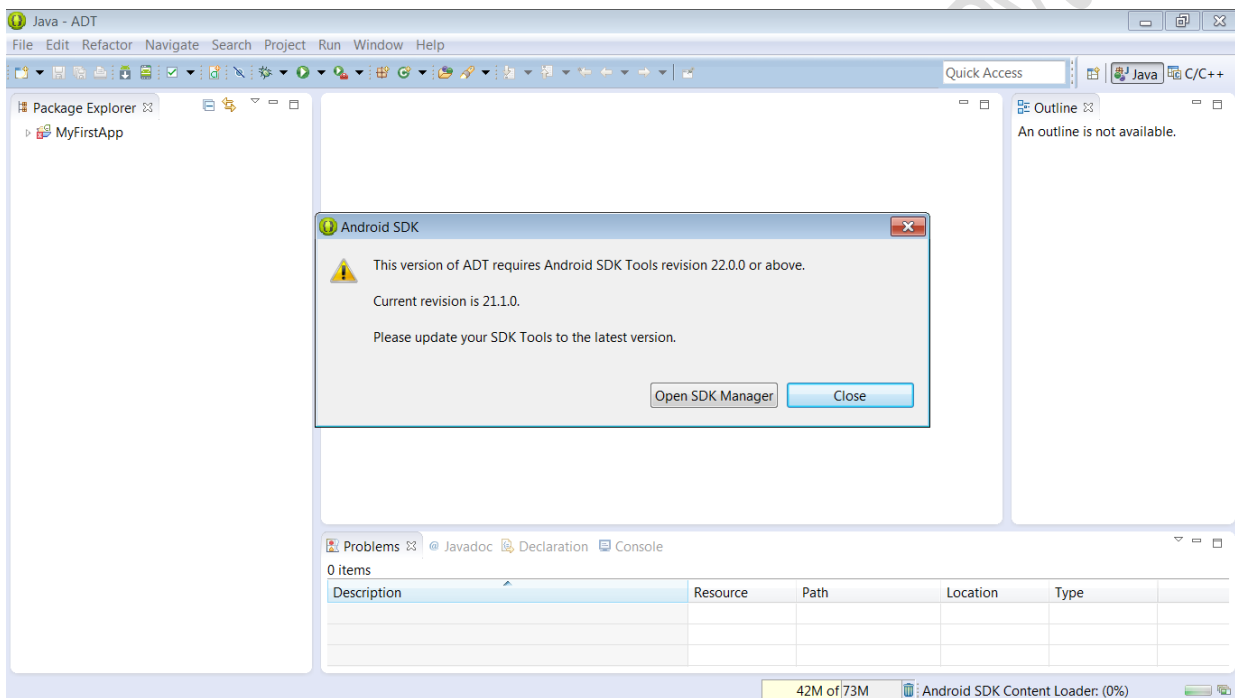 Java - ADT
File Edit Refactor Navigate Search Project Run Window Help
Quick Access
Java
C/C++
Package Explorer
MyFirstApp
Outline
An outline is not available.
Android SDK
This version of ADT requires Android SDK Tools revision 22.0.0 or above.
Current revision is 21.1.0.
Please update your SDK Tools to the latest version.
Open SDK Manager
Close
Problems @ Javadoc Declaration Console
0 items
Description Resource Path Location Type
42M of 73M Android SDK Content Loader: (0%)